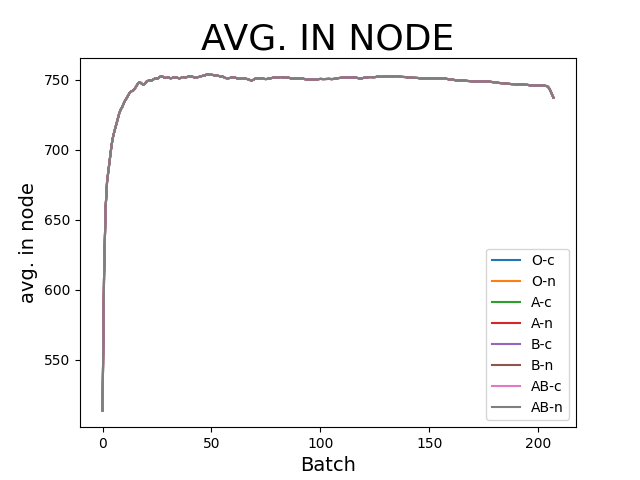 AVG. IN NODE
avg. in node
750
700
650
600
550
0 50 100 150 200
Batch
O-c
O-n
A-c
A-n
B-c
B-n
AB-c
AB-n